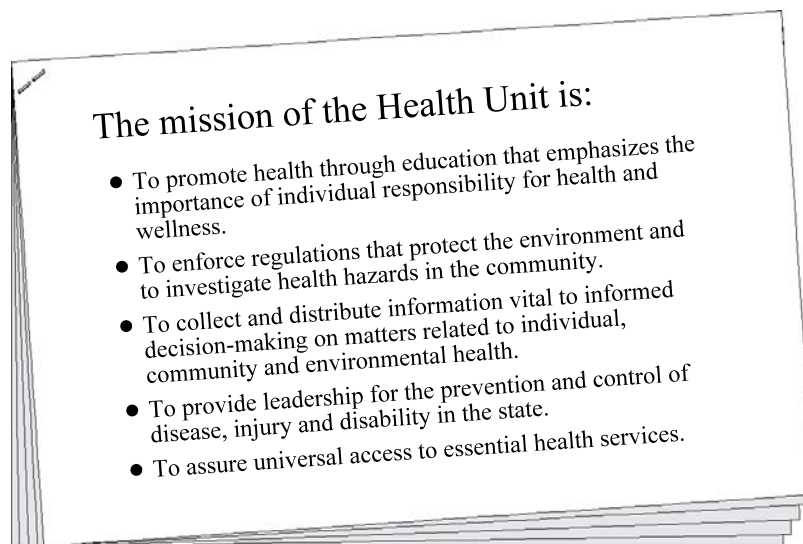 The mission of the Health Unit is:
● To promote health through education that emphasizes the
importance of individual responsibility for health and
wellness.
● To enforce regulations that protect the environment and
to investigate health hazards in the community.
● To collect and distribute information vital to informed
decision-making on matters related to individual,
community and environmental health.
● To provide leadership for the prevention and control of
disease, injury and disability in the state.
● To assure universal access to essential health services.